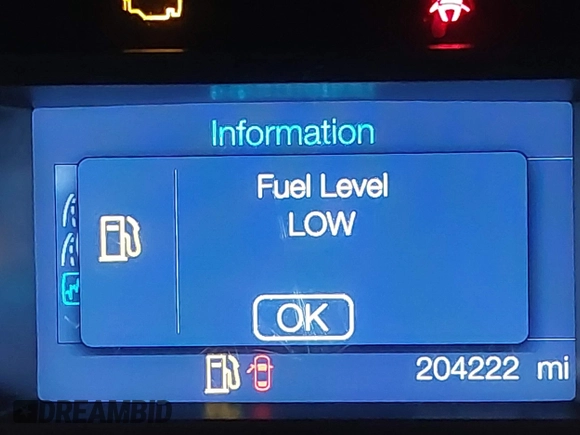 Information
Fuel Level
LOW
OK
204222 mi
DREAMBID